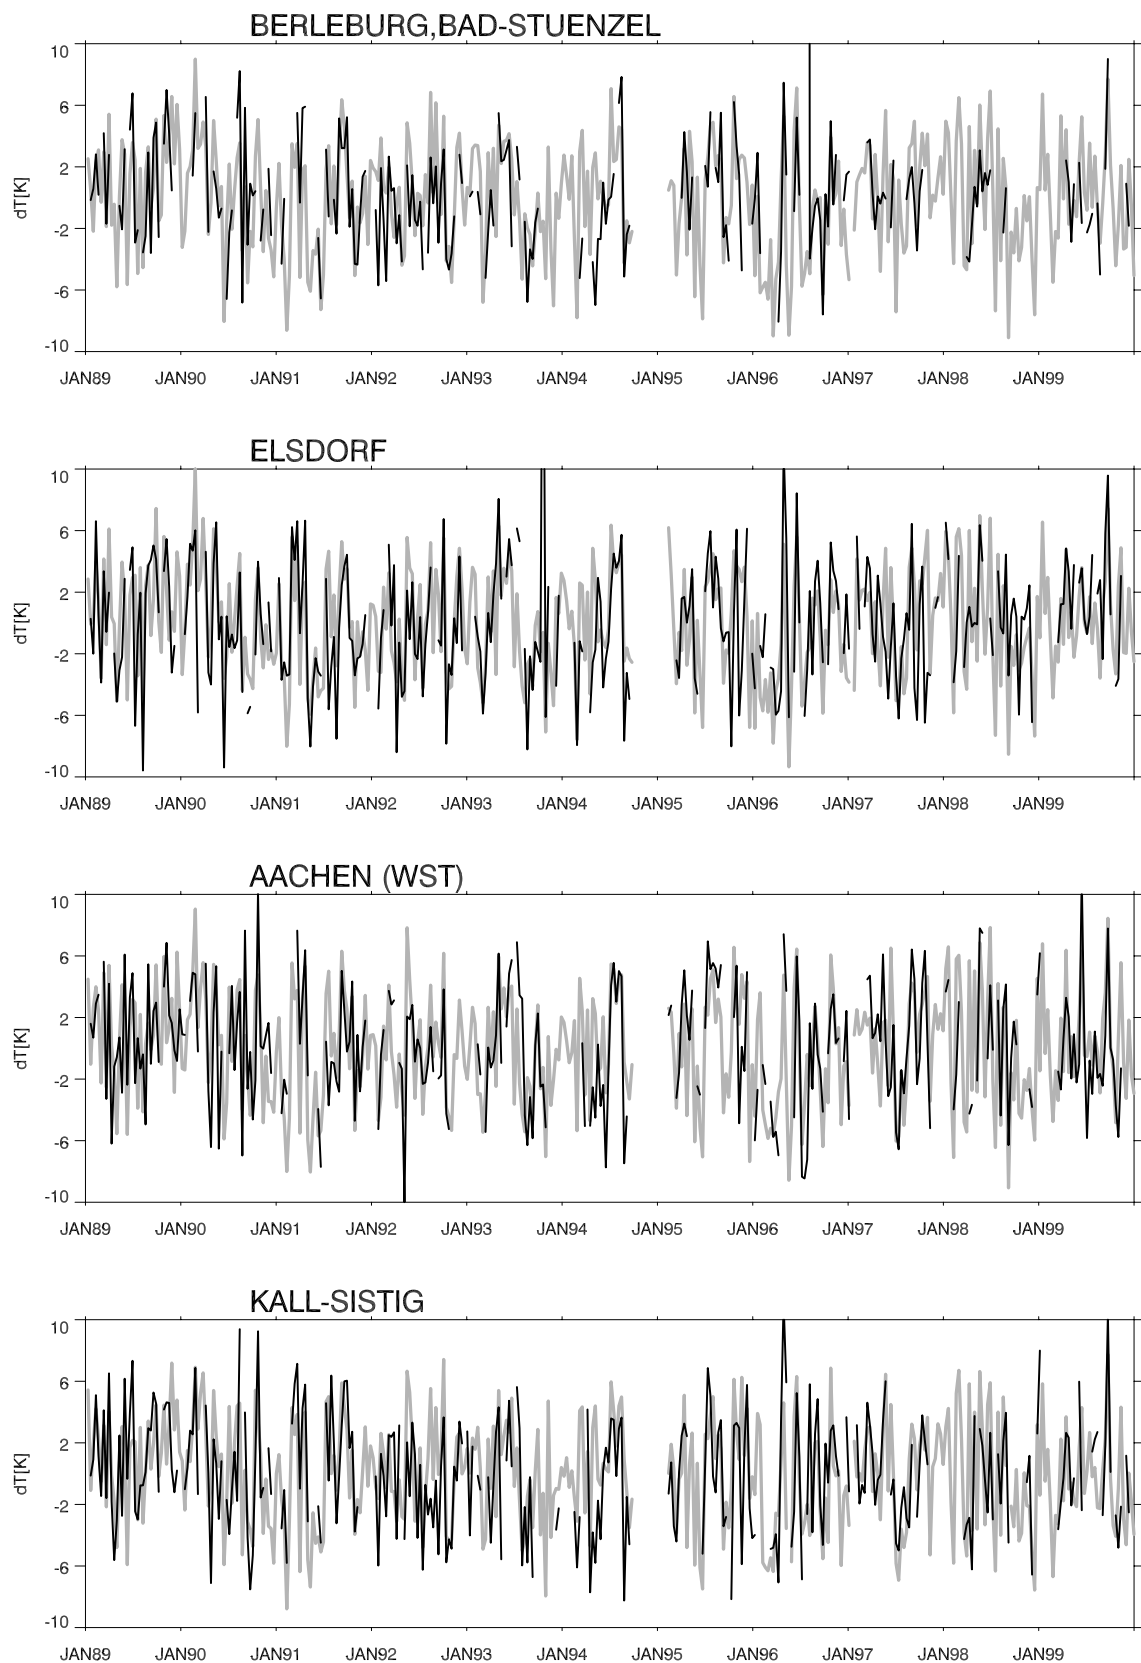 BERLEBURG,BAD-STUENZEL
10
6
2
-2
-6
-10
dT[K]
JAN89 JAN90 JAN91 JAN92 JAN93 JAN94 JAN95 JAN96 JAN97 JAN98 JAN99
ELSDORF
10
6
2
-2
-6
-10
dT[K]
JAN89 JAN90 JAN91 JAN92 JAN93 JAN94 JAN95 JAN96 JAN97 JAN98 JAN99
AACHEN (WST)
10
6
2
-2
-6
-10
dT[K]
JAN89 JAN90 JAN91 JAN92 JAN93 JAN94 JAN95 JAN96 JAN97 JAN98 JAN99
KALL-SISTIG
10
6
2
-2
-6
-10
dT[K]
JAN89 JAN90 JAN91 JAN92 JAN93 JAN94 JAN95 JAN96 JAN97 JAN98 JAN99